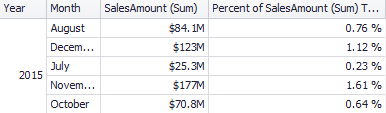 Year Month SalesAmount (Sum) Percent of SalesAmount (Sum) T...
August $84.1M 0.76 %
Decem... $123M 1.12 %
2015 July $25.3M 0.23 %
Novem... $177M 1.61 %
October $70.8M 0.64 %